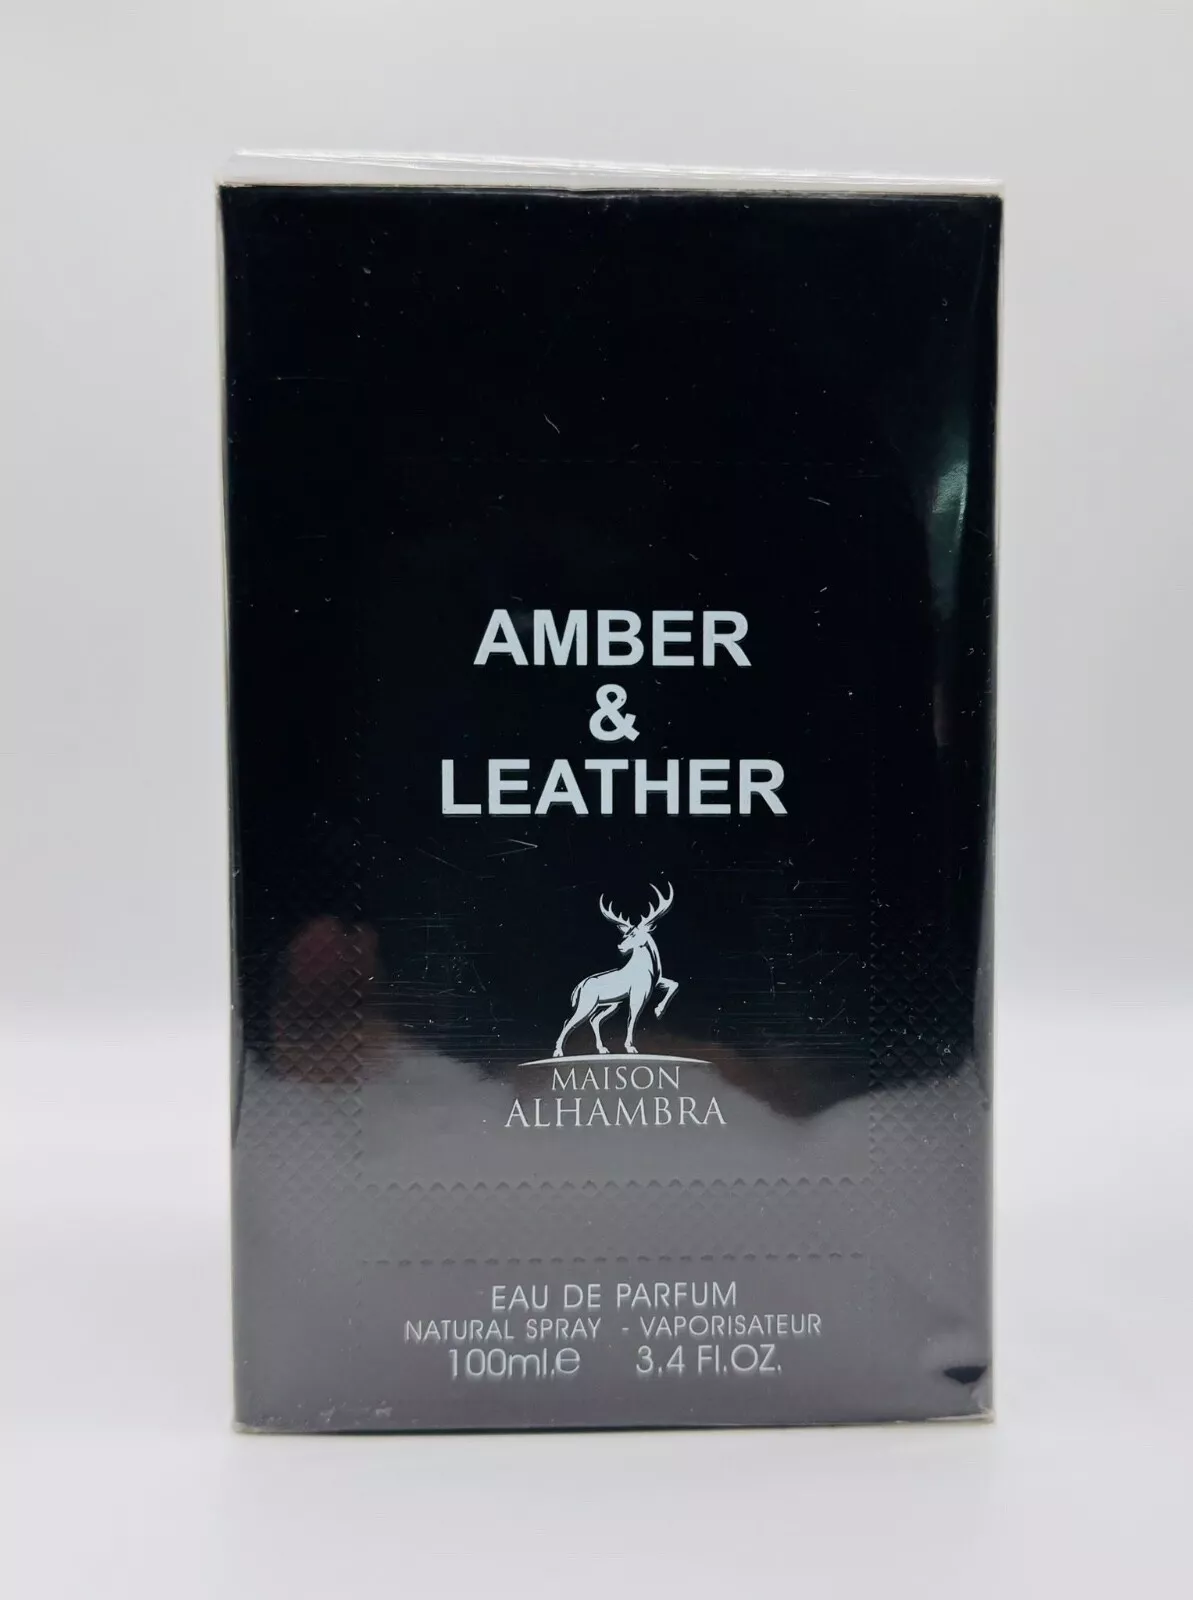 AMBER
&
LEATHER
MAISON
ALHAMBRA
EAU DE PARFUM
NATURAL SPRAY - VAPORISATEUR
100ml.e 3.4 Fl.OZ.